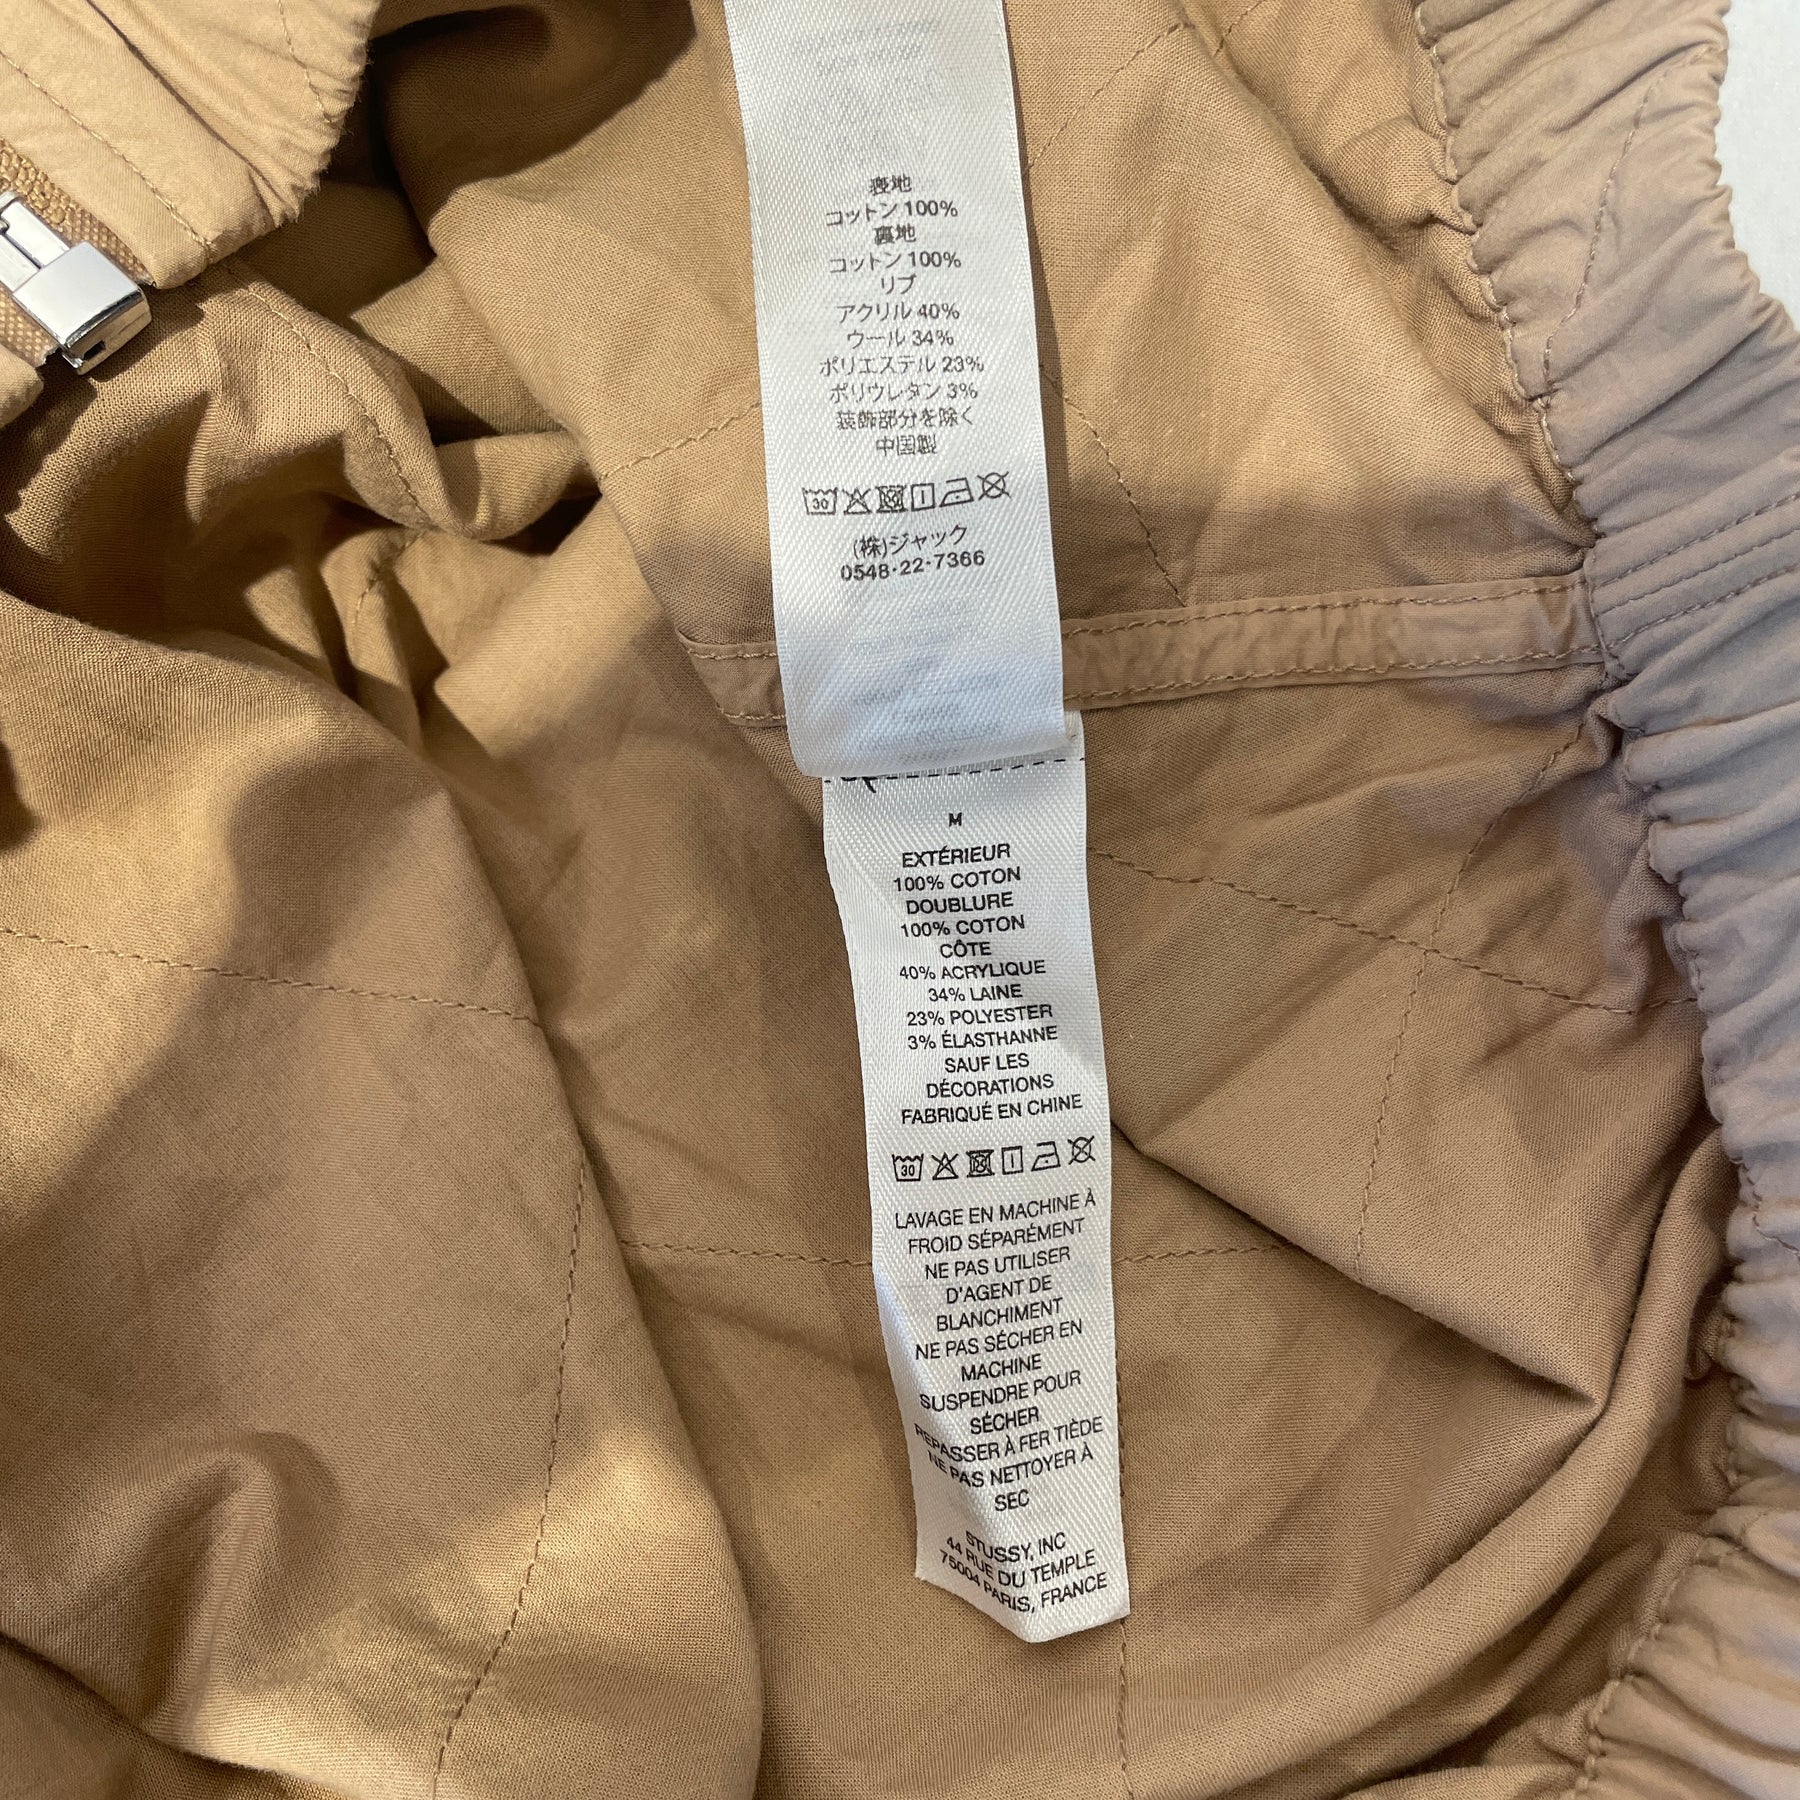 表地
コットン 100%
裏地
コットン 100%
リブ
アクリル 40%
ウール 34%
ポリエステル 23%
ポリウレタン 3%
装飾部分を除く
中国製
30
(株)ジャック
0548-22-7366
M
EXTÉRIEUR
100% COTON
DOUBLURE
100% COTON
CÔTE
40% ACRYLIQUE
34% LAINE
23% POLYESTER
3% ÉLASTHANNE
SAUF LES
DÉCORATIONS
FABRIQUÉ EN CHINE
30
LAVAGE EN MACHINE À
FROID SÉPARÉMENT
NE PAS UTILISER
D'AGENT DE
BLANCHIMENT
NE PAS SÉCHER EN
MACHINE
SUSPENDRE POUR
SÉCHER
REPASSER À FER TIÈDE
NE PAS NETTOYER À
SEC
STUSSY, INC
44 RUE DU TEMPLE
75004 PARIS, FRANCE